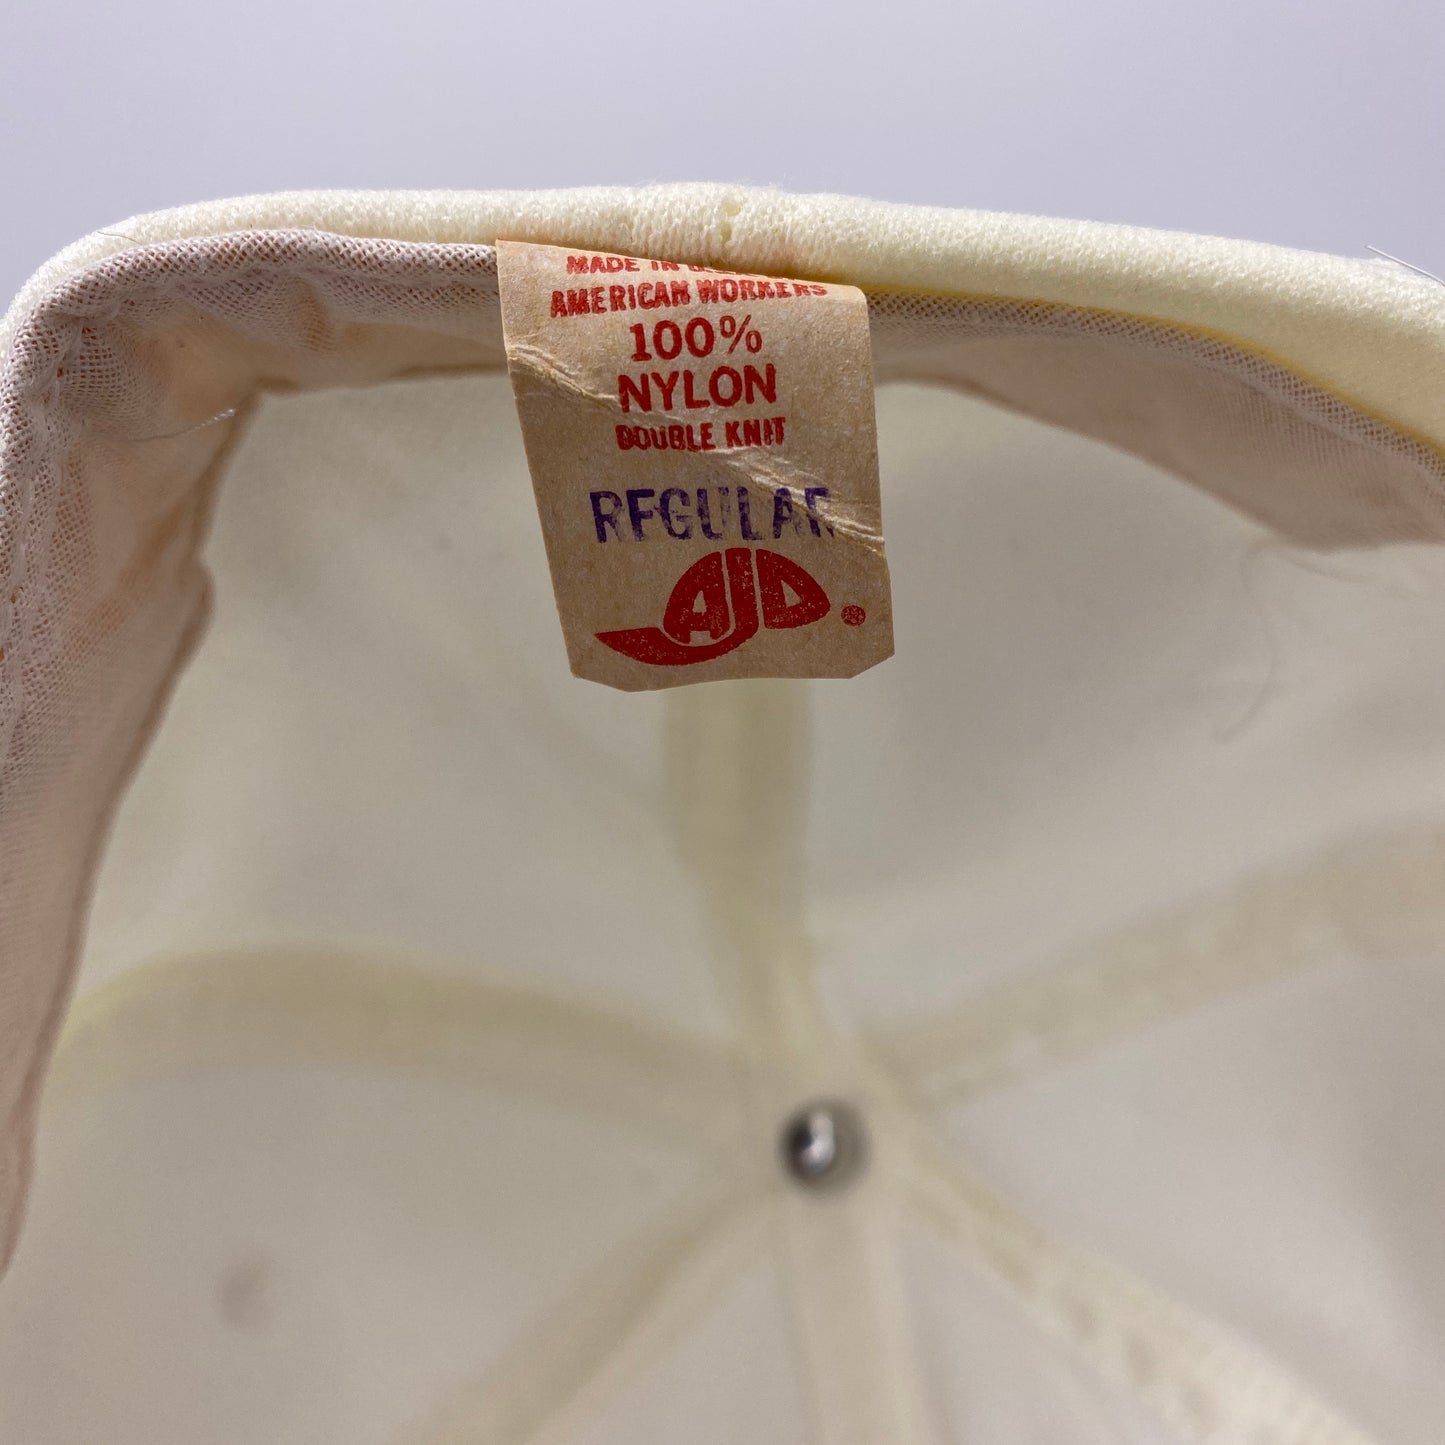 MADE IN U.S.A.
AMERICAN WORKERS
100%
NYLON
DOUBLE KNIT
REGULAR
AJD ®